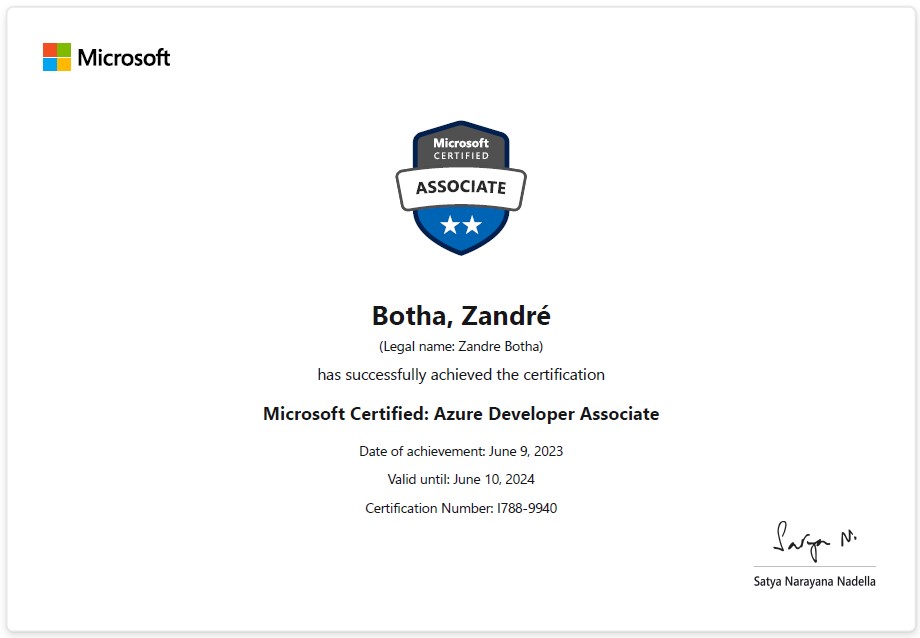 Microsoft
Microsoft
CERTIFIED
ASSOCIATE
Botha, Zandré
(Legal name: Zandre Botha)
has successfully achieved the certification
Microsoft Certified: Azure Developer Associate
Date of achievement: June 9, 2023
Valid until: June 10, 2024
Certification Number: I788-9940
Satya N.
Satya Narayana Nadella